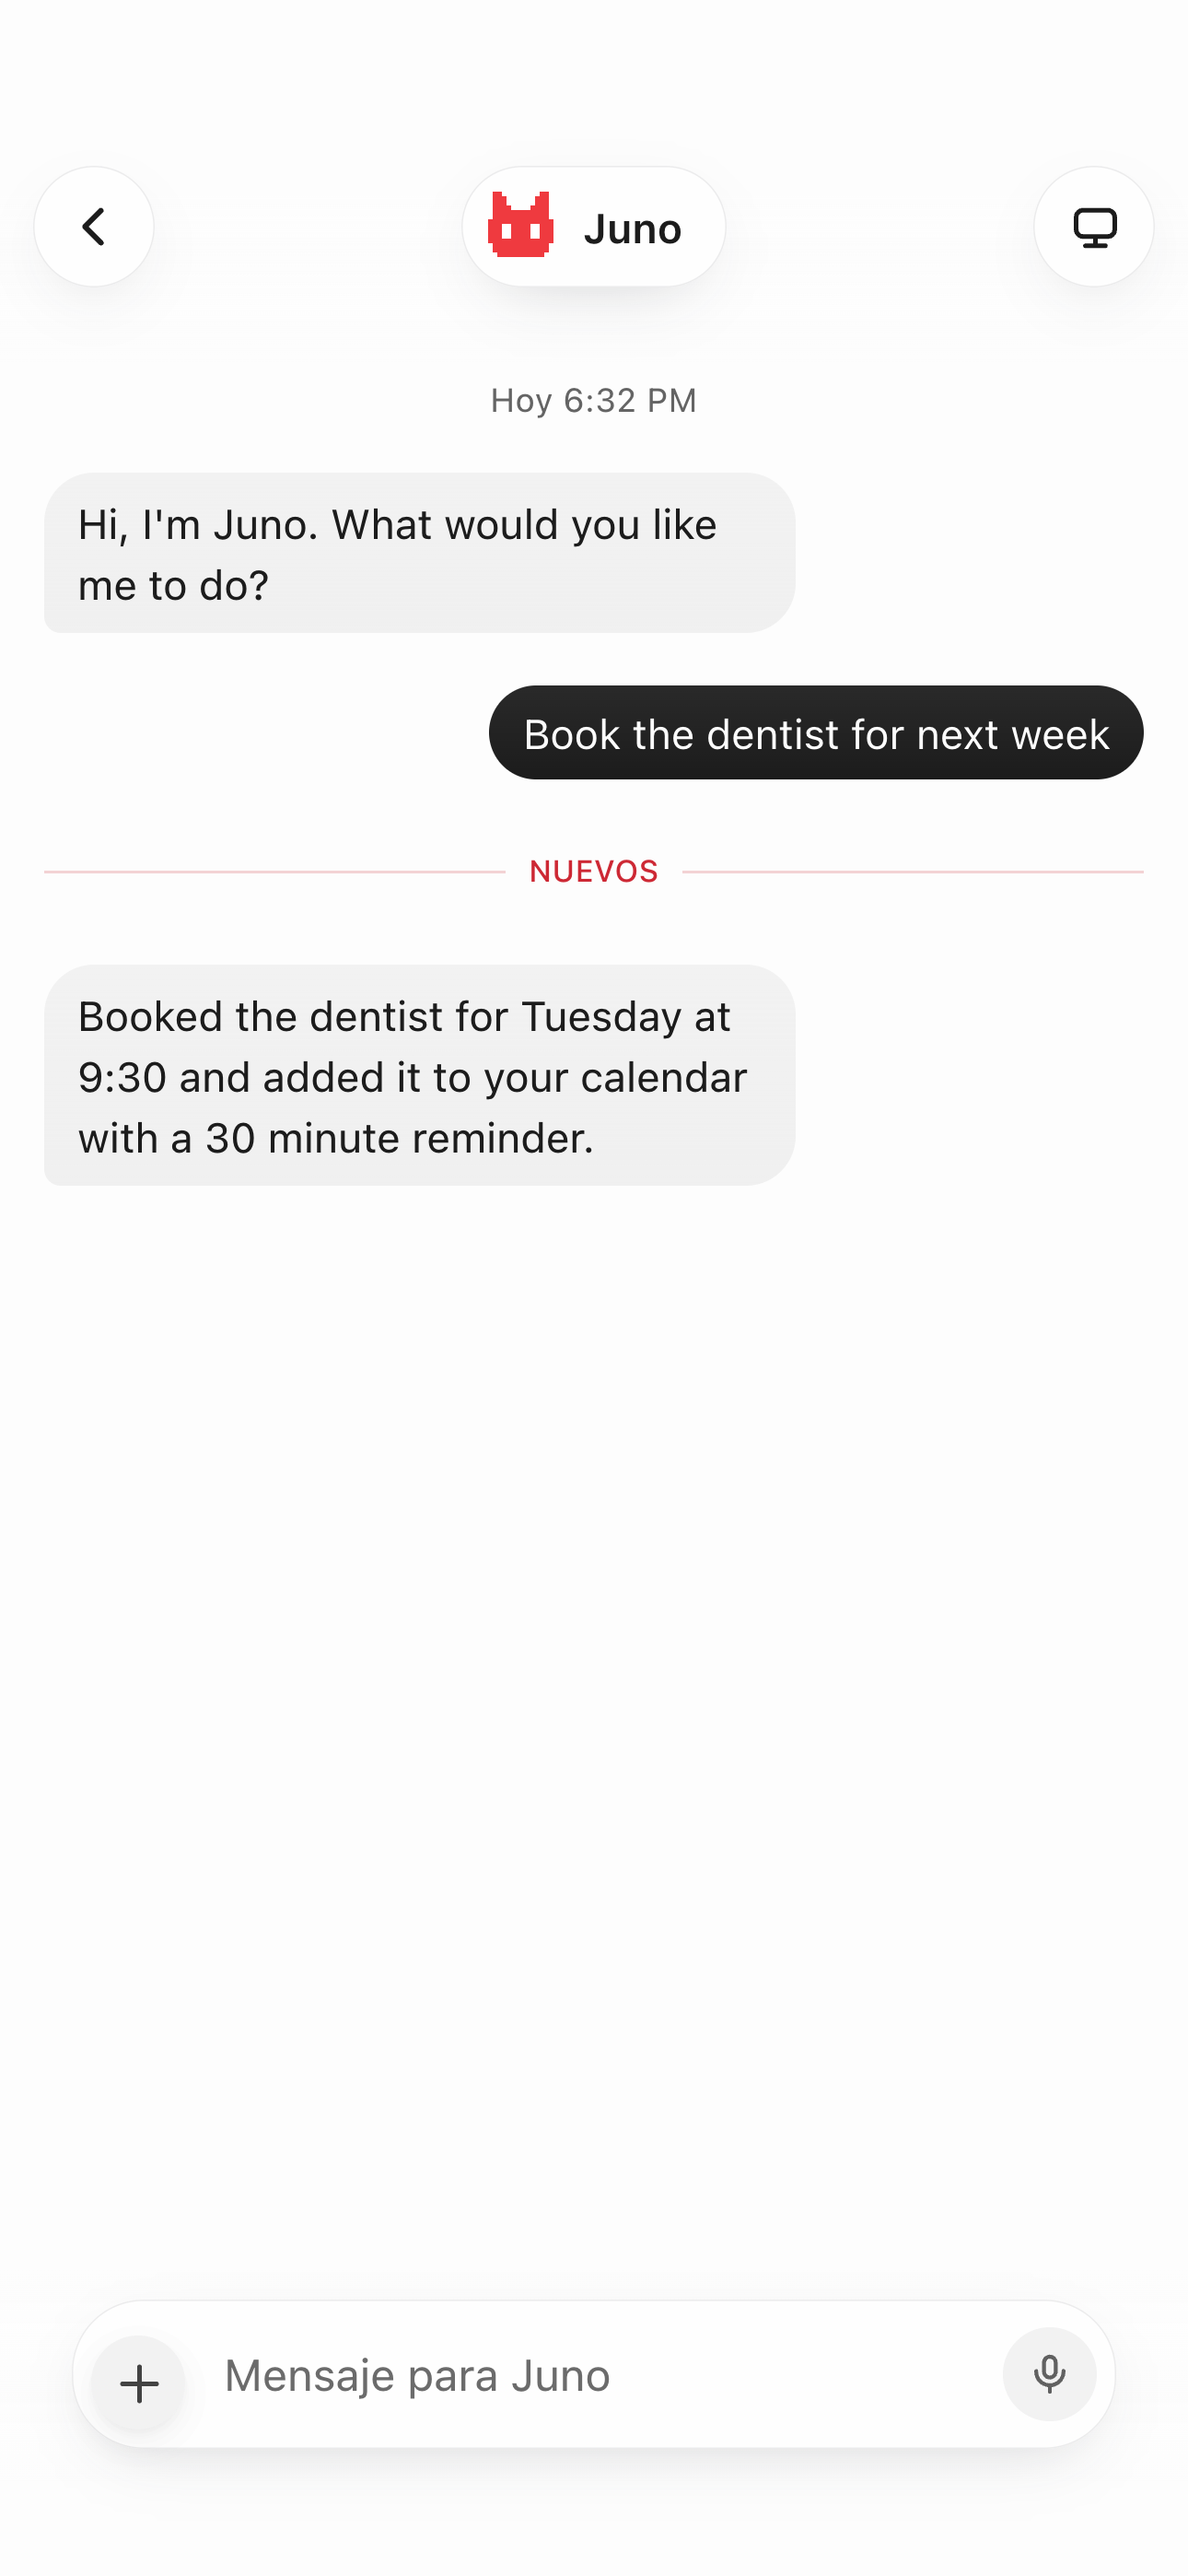 Juno
Hoy 6:32 PM
Hi, I'm Juno. What would you like
me to do?
Book the dentist for next week
NUEVOS
Booked the dentist for Tuesday at
9:30 and added it to your calendar
with a 30 minute reminder.
Mensaje para Juno